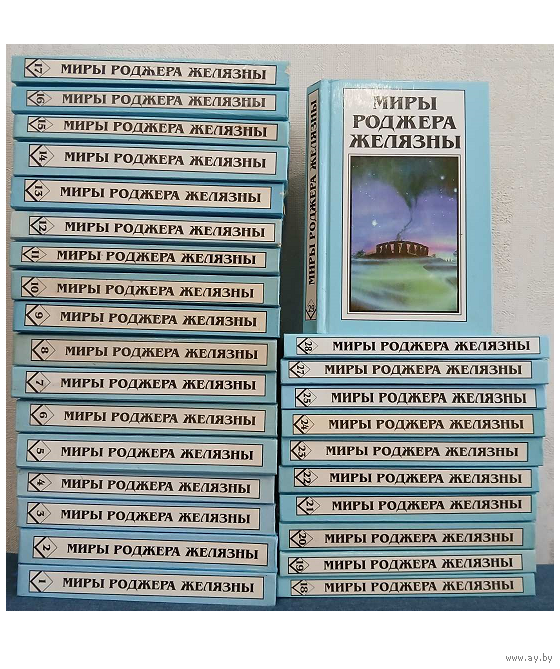 17 МИРЫ РОДЖЕРА ЖЕЛЯЗНЫ
16 МИРЫ РОДЖЕРА ЖЕЛЯЗНЫ
15 МИРЫ РОДЖЕРА ЖЕЛЯЗНЫ
14 МИРЫ РОДЖЕРА ЖЕЛЯЗНЫ
13 МИРЫ РОДЖЕРА ЖЕЛЯЗНЫ
12 МИРЫ РОДЖЕРА ЖЕЛЯЗНЫ
11 МИРЫ РОДЖЕРА ЖЕЛЯЗНЫ
10 МИРЫ РОДЖЕРА ЖЕЛЯЗНЫ
9 МИРЫ РОДЖЕРА ЖЕЛЯЗНЫ
8 МИРЫ РОДЖЕРА ЖЕЛЯЗНЫ
7 МИРЫ РОДЖЕРА ЖЕЛЯЗНЫ
6 МИРЫ РОДЖЕРА ЖЕЛЯЗНЫ
5 МИРЫ РОДЖЕРА ЖЕЛЯЗНЫ
4 МИРЫ РОДЖЕРА ЖЕЛЯЗНЫ
3 МИРЫ РОДЖЕРА ЖЕЛЯЗНЫ
2 МИРЫ РОДЖЕРА ЖЕЛЯЗНЫ
1 МИРЫ РОДЖЕРА ЖЕЛЯЗНЫ
МИРЫ РОДЖЕРА ЖЕЛЯЗНЫ
МИРЫ
РОДЖЕРА
ЖЕЛЯЗНЫ
28 МИРЫ РОДЖЕРА ЖЕЛЯЗНЫ
27 МИРЫ РОДЖЕРА ЖЕЛЯЗНЫ
25 МИРЫ РОДЖЕРА ЖЕЛЯЗНЫ
24 МИРЫ РОДЖЕРА ЖЕЛЯЗНЫ
23 МИРЫ РОДЖЕРА ЖЕЛЯЗНЫ
22 МИРЫ РОДЖЕРА ЖЕЛЯЗНЫ
21 МИРЫ РОДЖЕРА ЖЕЛЯЗНЫ
20 МИРЫ РОДЖЕРА ЖЕЛЯЗНЫ
19 МИРЫ РОДЖЕРА ЖЕЛЯЗНЫ
18 МИРЫ РОДЖЕРА ЖЕЛЯЗНЫ
www.ay.by